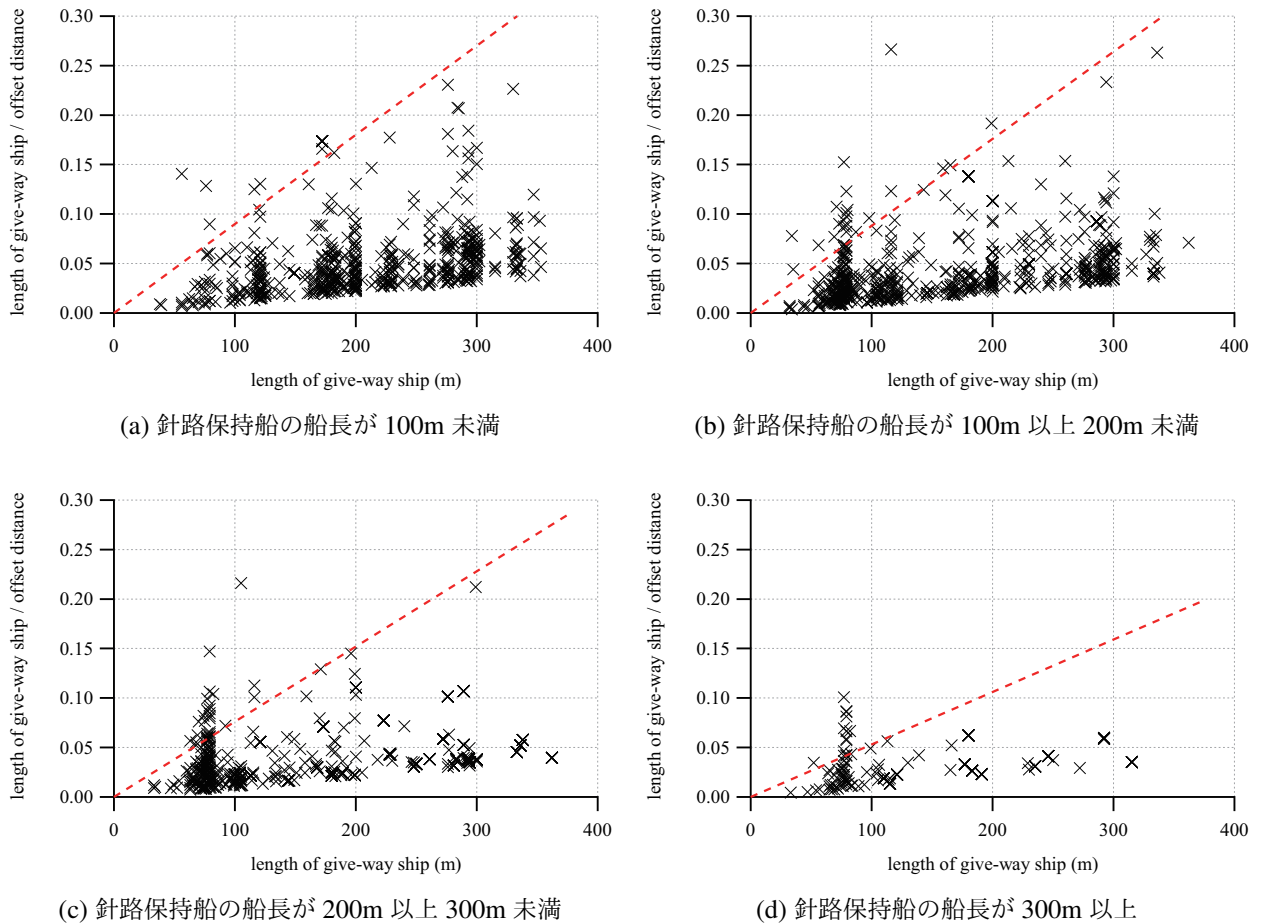 0.30
0.25
0.20
0.15
0.10
0.05
0.00
length of give-way ship / offset distance
0 100 200 300 400
length of give-way ship (m)
(a) 針路保持船の船長が 100m 未満
0.30
0.25
0.20
0.15
0.10
0.05
0.00
length of give-way ship / offset distance
0 100 200 300 400
length of give-way ship (m)
(b) 針路保持船の船長が 100m 以上 200m 未満
0.30
0.25
0.20
0.15
0.10
0.05
0.00
length of give-way ship / offset distance
0 100 200 300 400
length of give-way ship (m)
(c) 針路保持船の船長が 200m 以上 300m 未満
0.30
0.25
0.20
0.15
0.10
0.05
0.00
length of give-way ship / offset distance
0 100 200 300 400
length of give-way ship (m)
(d) 針路保持船の船長が 300m 以上